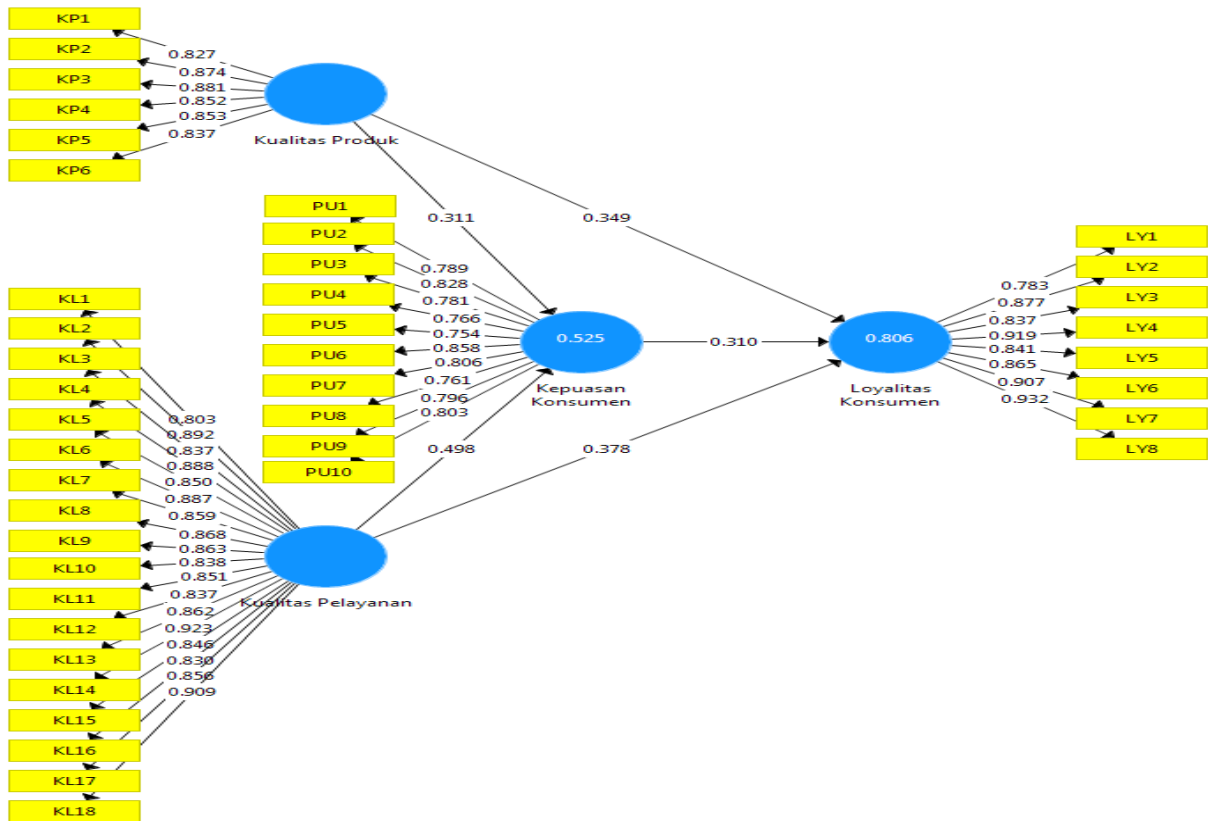 KP1
KP2
KP3
KP4
KP5
KP6
0.827
0.874
0.881
0.852
0.853
0.837
Kualitas Produk
0.311
0.349
PU1
PU2
PU3
PU4
PU5
PU6
PU7
PU8
PU9
PU10
0.789
0.828
0.781
0.766
0.754
0.858
0.806
0.761
0.796
0.803
0.525
Kepuasan
Konsumen
0.310
0.806
Loyalitas
Konsumen
0.783
0.877
0.837
0.919
0.841
0.865
0.907
0.932
LY1
LY2
LY3
LY4
LY5
LY6
LY7
LY8
0.498
0.378
KL1
KL2
KL3
KL4
KL5
KL6
KL7
KL8
KL9
KL10
KL11
KL12
KL13
KL14
KL15
KL16
KL17
KL18
0.803
0.892
0.837
0.888
0.850
0.887
0.859
0.868
0.863
0.838
0.851
0.837
0.862
0.923
0.846
0.830
0.856
0.909
Kualitas Pelayanan